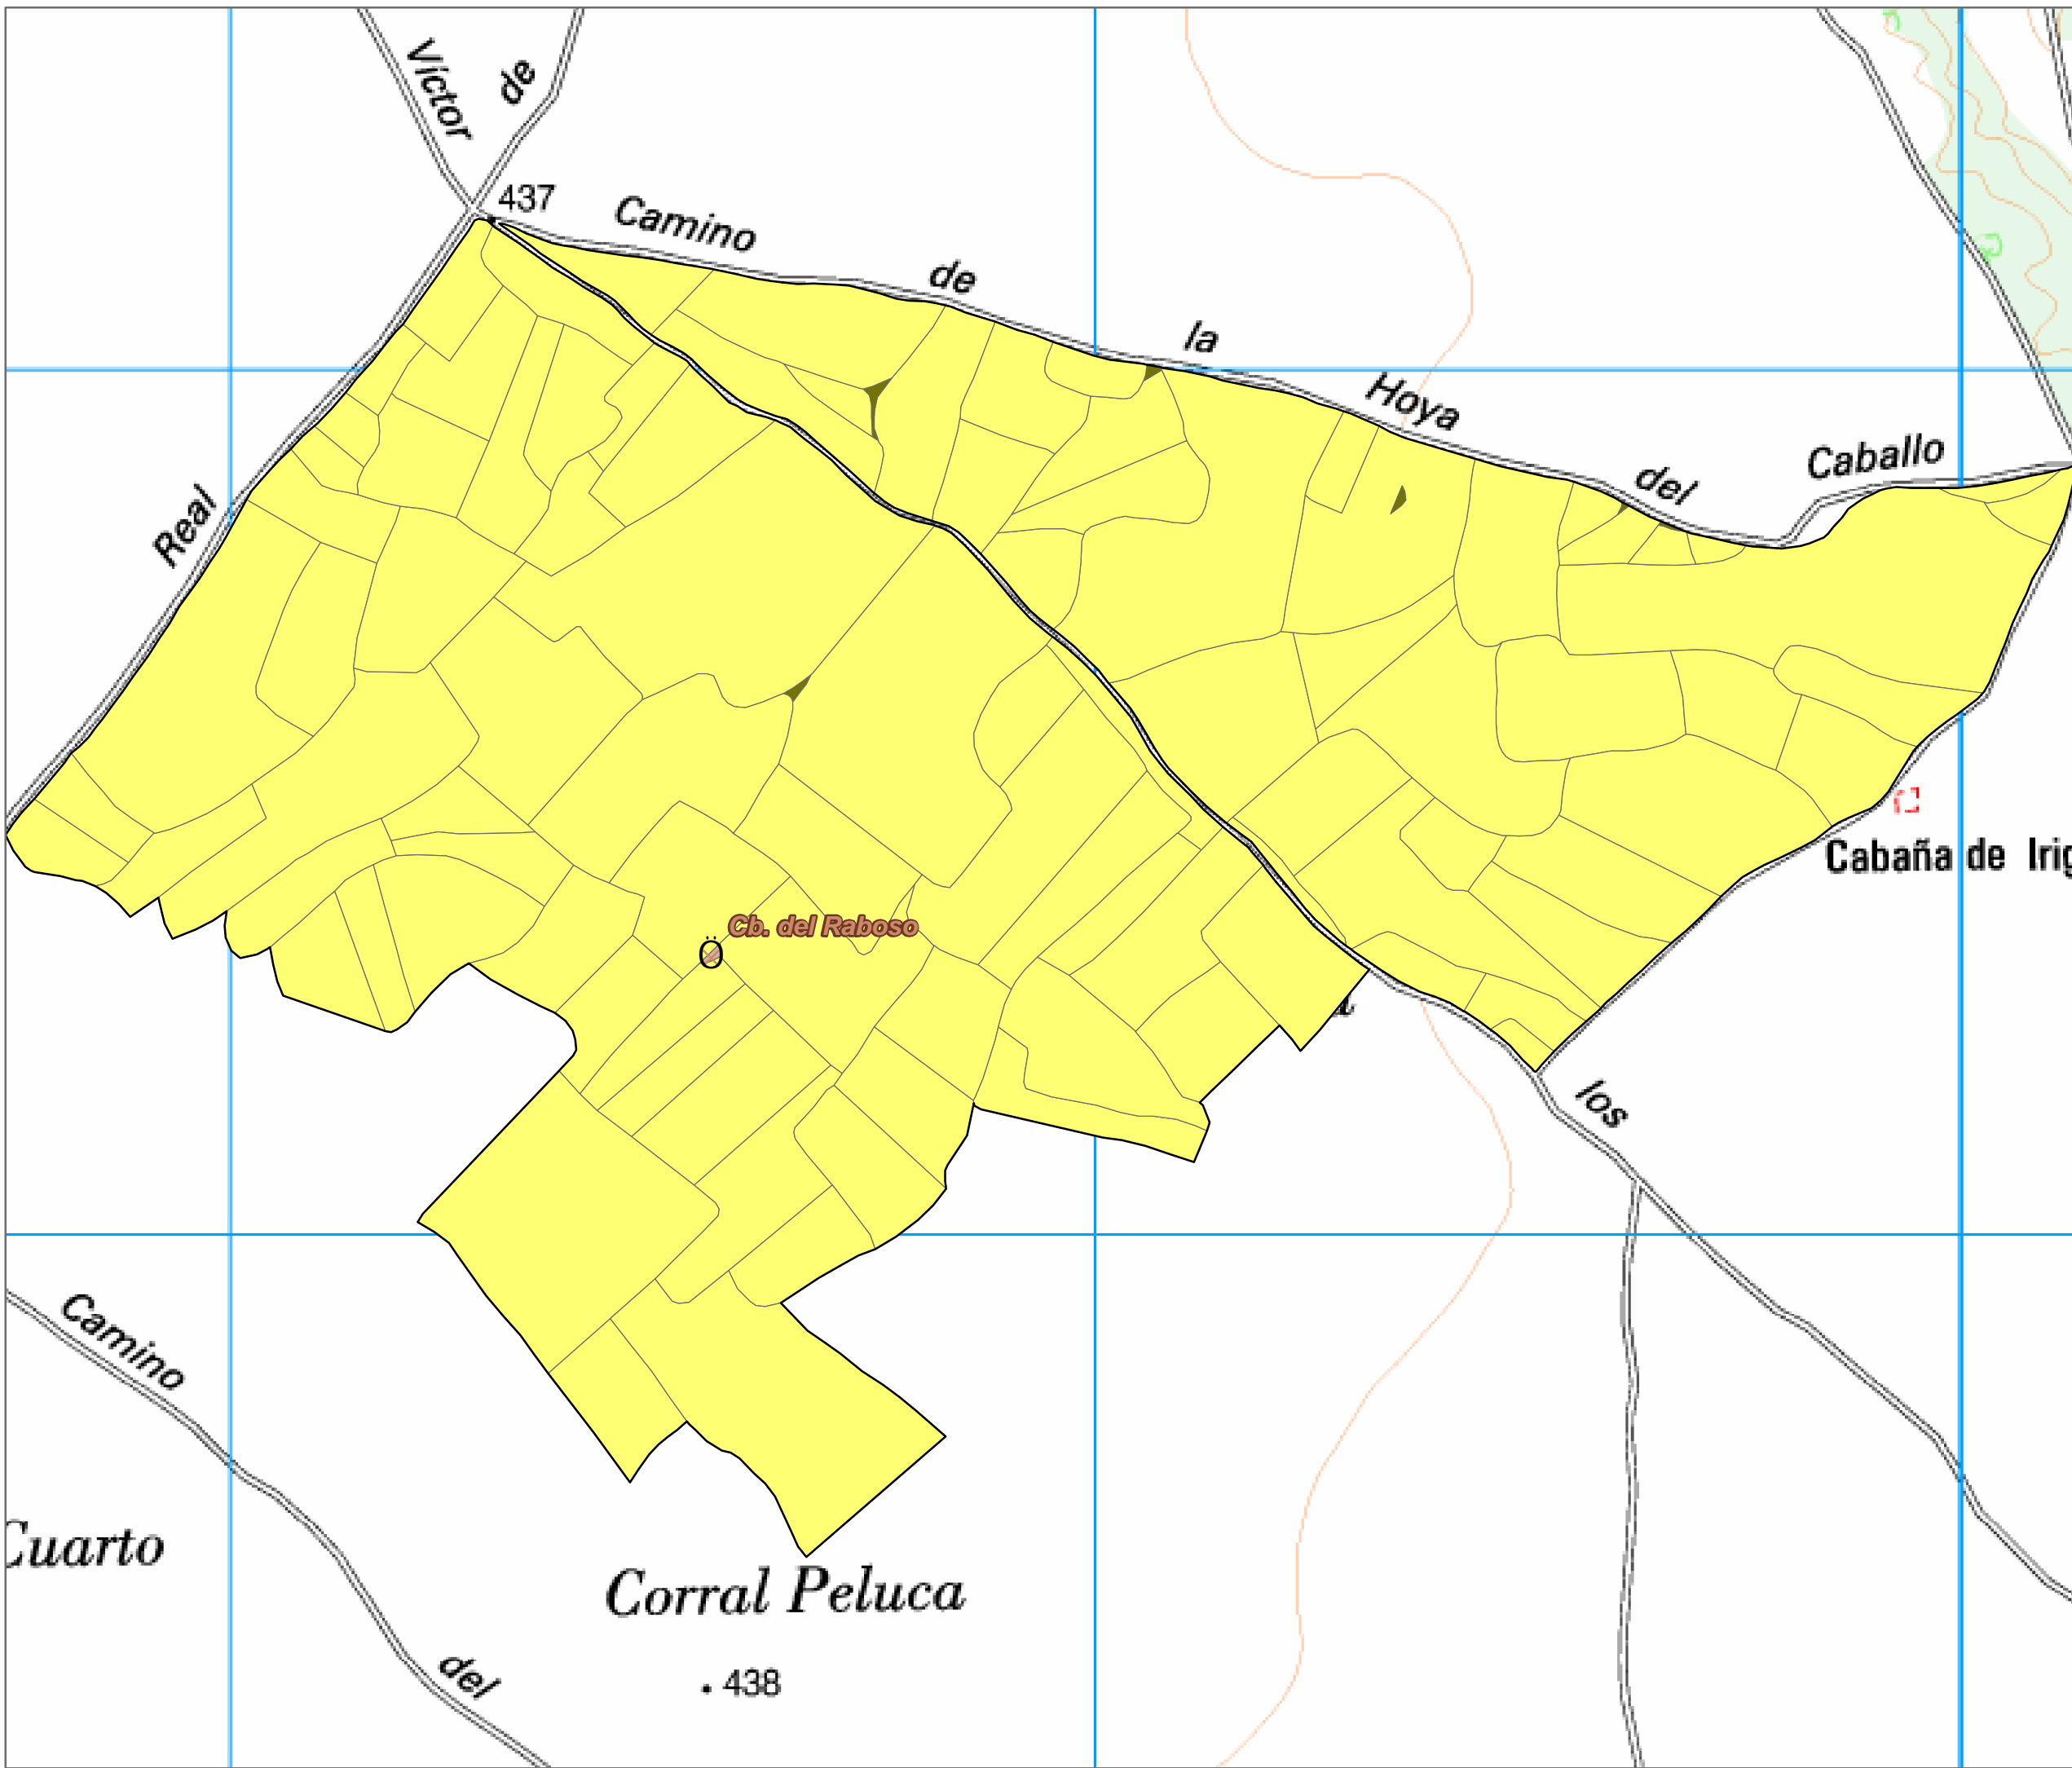 Víctor
de
437
Camino
de
la
Hoya
del
Caballo
Real
Cabaña de Irig
Cb. del Raboso
Ö
los
Camino
del
Cuarto
Corral Peluca
438